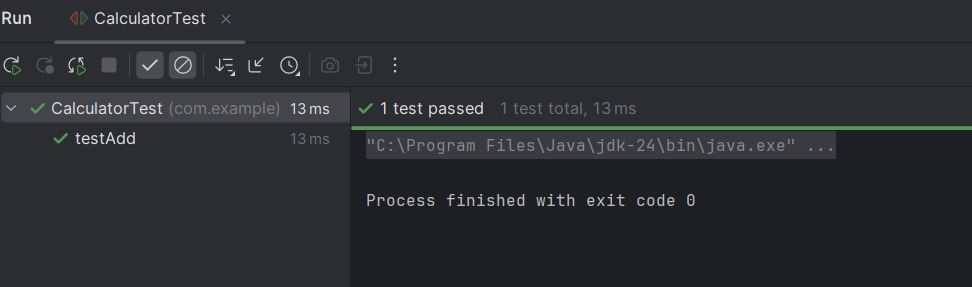 Run CalculatorTest
CalculatorTest (com.example) 13 ms
testAdd 13 ms
1 test passed 1 test total, 13 ms
"C:\Program Files\Java\jdk-24\bin\java.exe" ...
Process finished with exit code 0